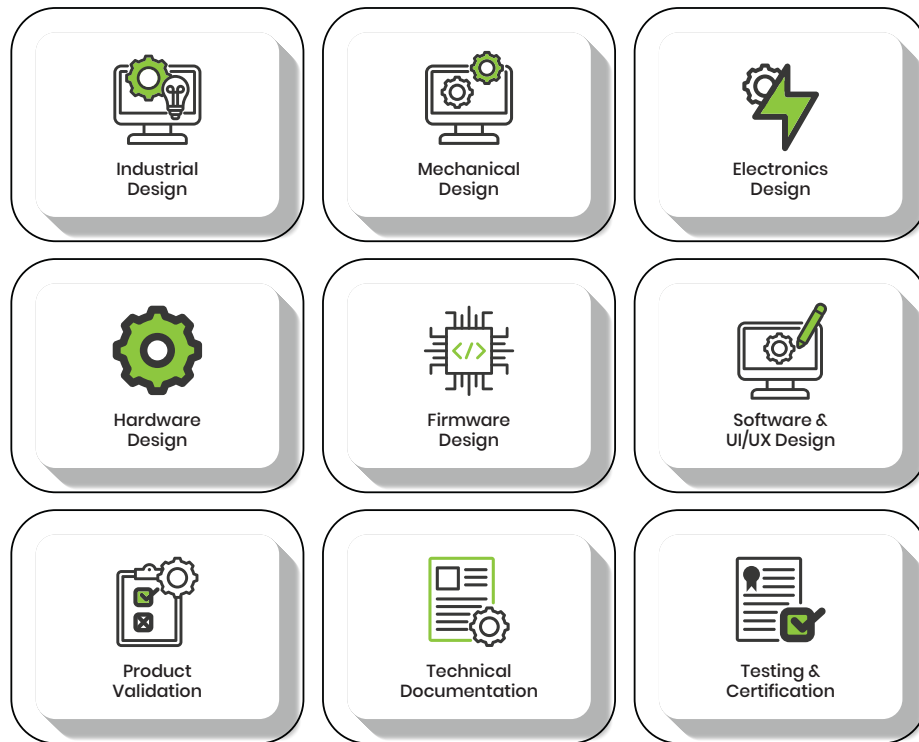 Industrial
Design
Mechanical
Design
Electronics
Design
Hardware
Design
</>
Firmware
Design
Software &
UI/UX Design
Product
Validation
Technical
Documentation
Testing &
Certification